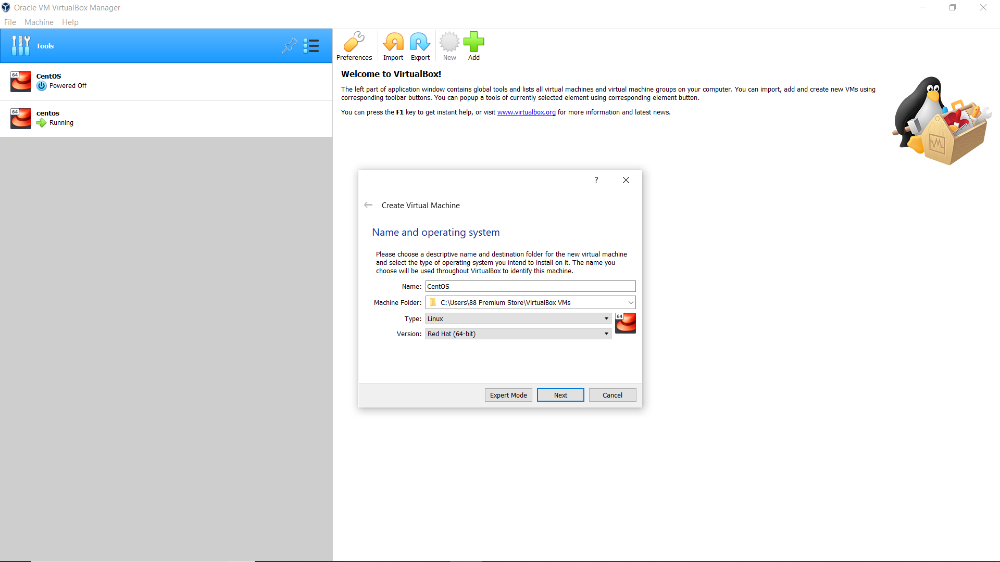 Oracle VM VirtualBox Manager
File Machine Help
Tools
64
CentOS
Powered Off
64
centos
Running
Preferences Import Export New Add
Welcome to VirtualBox!
The left part of application window contains global tools and lists all virtual machines and virtual machine groups on your computer. You can import, add and create new VMs using
corresponding toolbar buttons. You can popup a tools of currently selected element using corresponding element button.
You can press the F1 key to get instant help, or visit www.virtualbox.org for more information and latest news.
?
Create Virtual Machine
Name and operating system
Please choose a descriptive name and destination folder for the new virtual machine
and select the type of operating system you intend to install on it. The name you
choose will be used throughout VirtualBox to identify this machine.
Name: CentOS
Machine Folder: C:\Users\88 Premium Store\VirtualBox VMs
Type: Linux
64
Version: Red Hat (64-bit)
Expert Mode Next Cancel